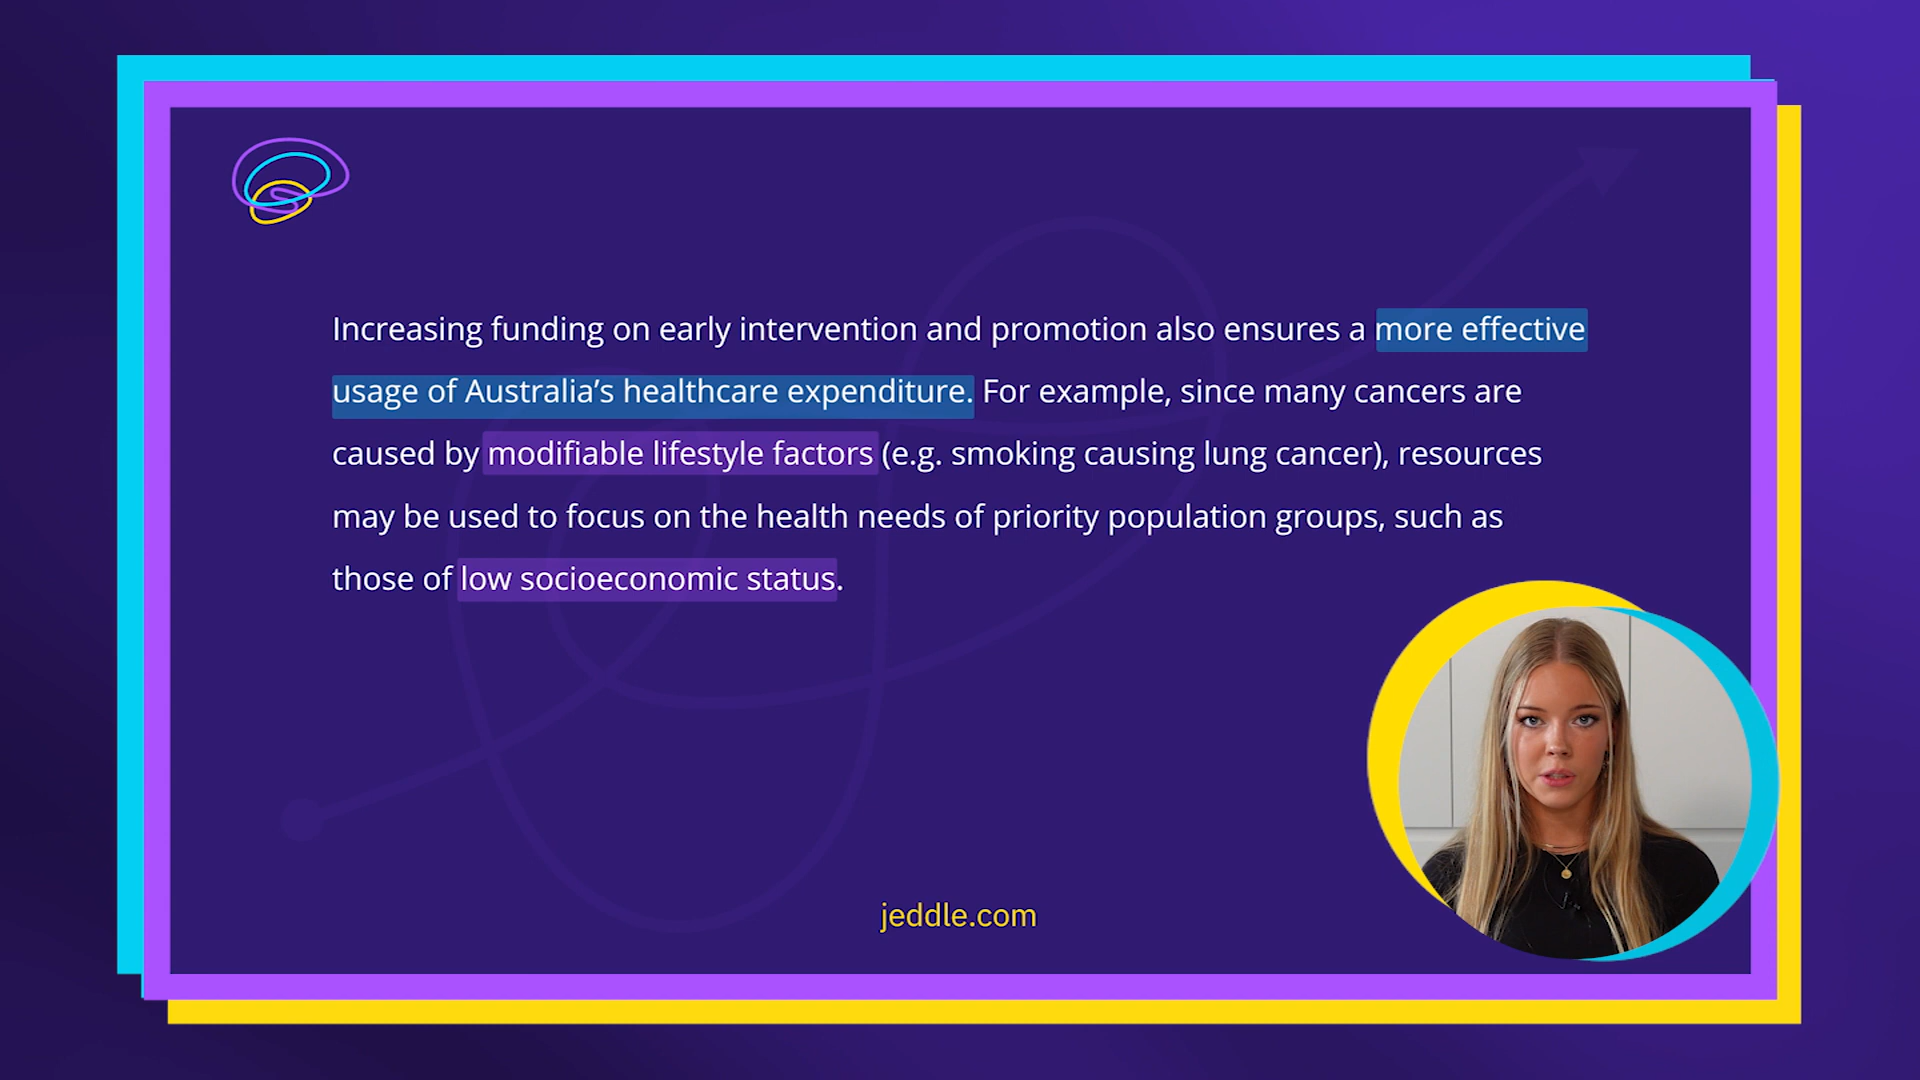 Increasing funding on early intervention and promotion also ensures a more effective
usage of Australia’s healthcare expenditure. For example, since many cancers are
caused by modifiable lifestyle factors (e.g. smoking causing lung cancer), resources
may be used to focus on the health needs of priority population groups, such as
those of low socioeconomic status.
jeddle.com